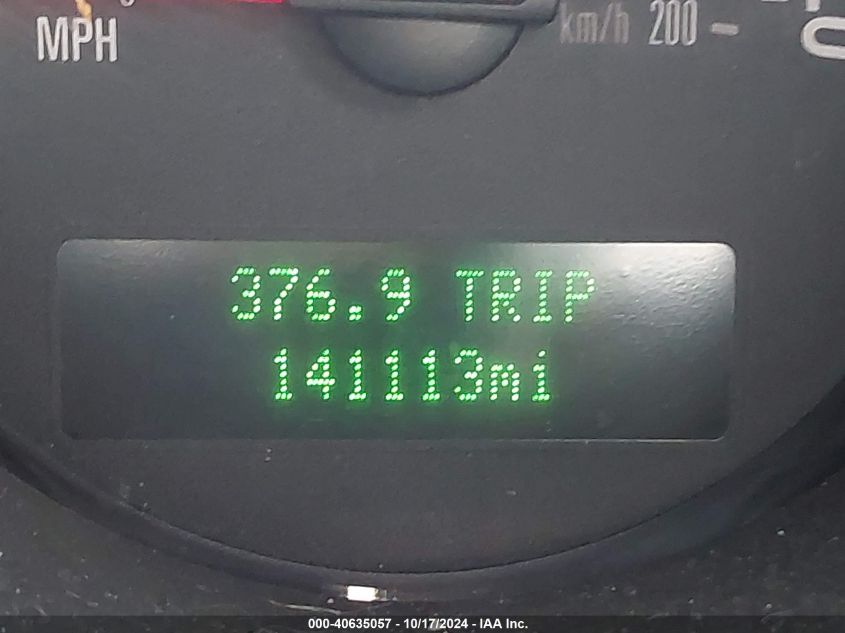 MPH
km/h 200
376.9 TRIP
141113mi
000-40635057 - 10/17/2024 - IAA Inc.